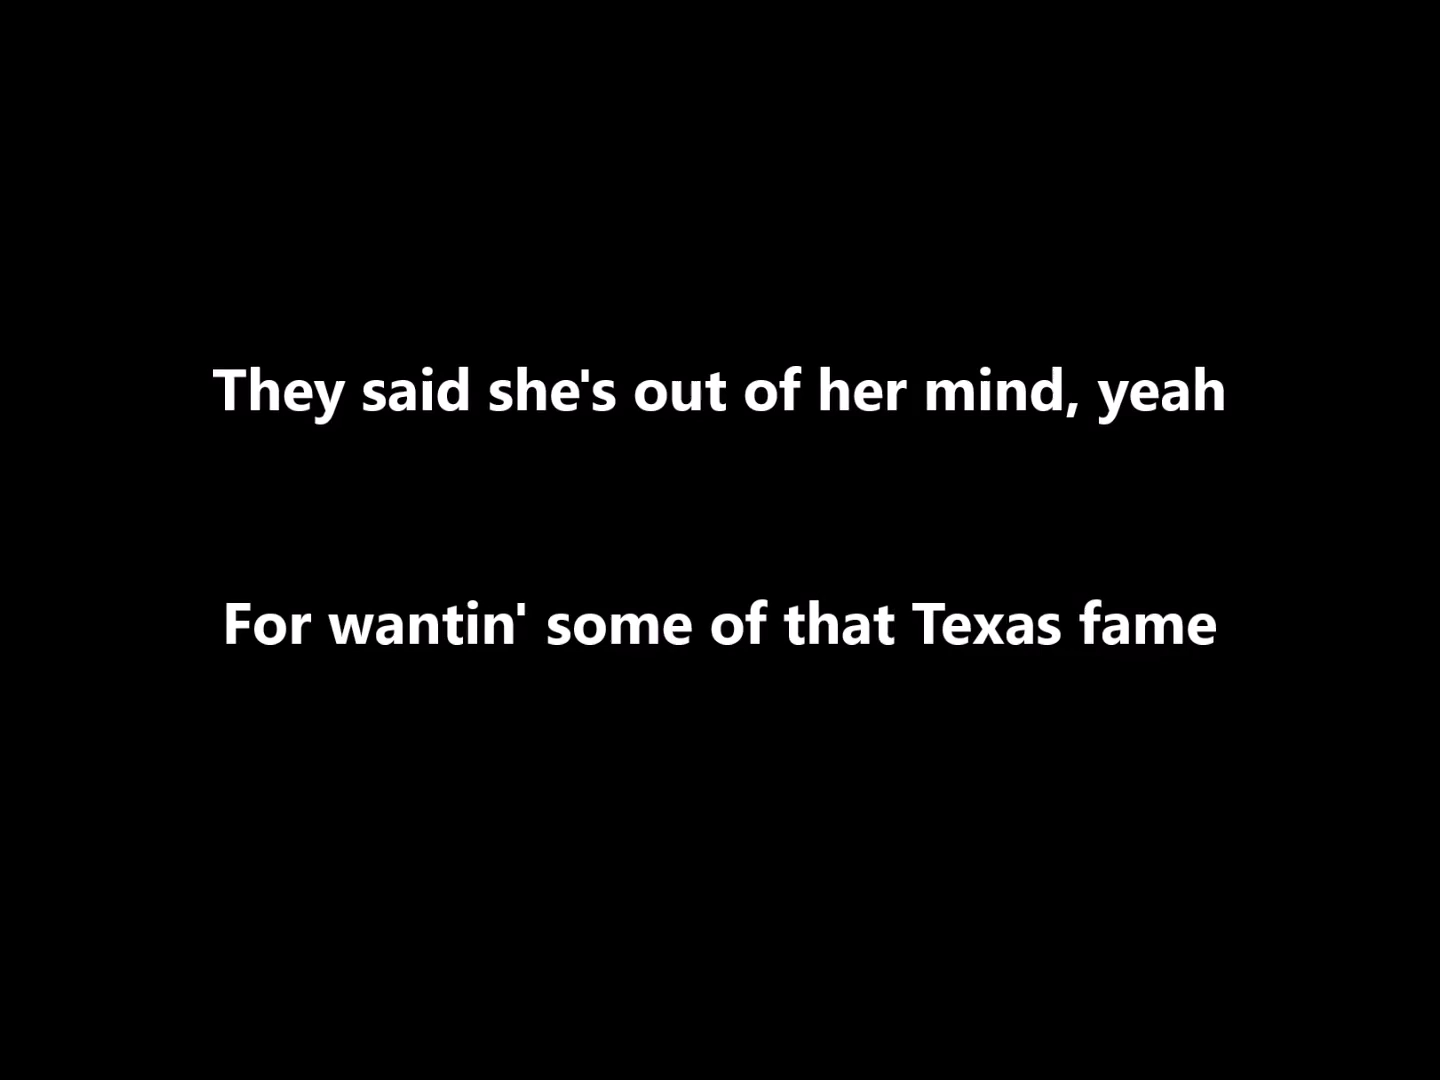 They said she's out of her mind, yeah
For wantin' some of that Texas fame